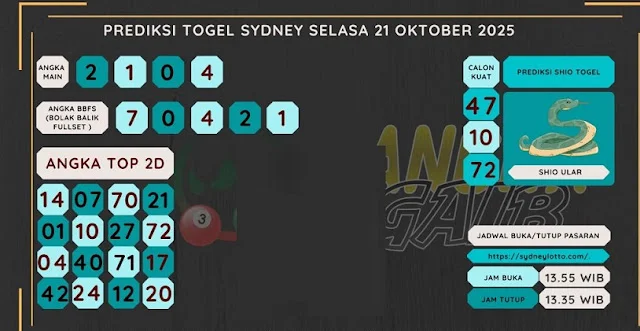 PREDIKSI TOGEL SYDNEY SELASA 21 OKTOBER 2025
ANGKA
MAIN
2 1 0 4
ANGKA BBFS
(BOLAK BALIK
FULLSET )
7 0 4 2 1
ANGKA TOP 2D
14 07 70 21
01 10 27 72
04 40 71 17
42 24 12 20
3
GAIB
CALON
KUAT
47
10
72
PREDIKSI SHIO TOGEL
SHIO ULAR
JADWAL BUKA/TUTUP PASARAN
https://sydneylotto.com/.
JAM BUKA 13.55 WIB
JAM TUTUP 13.35 WIB